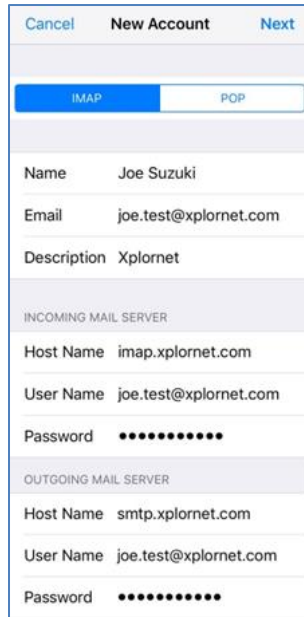 Cancel New Account Next
IMAP POP
Name Joe Suzuki
Email joe.test@xplornet.com
Description Xplornet
INCOMING MAIL SERVER
Host Name imap.xplornet.com
User Name joe.test@xplornet.com
Password •••••••••••
OUTGOING MAIL SERVER
Host Name smtp.xplornet.com
User Name joe.test@xplornet.com
Password •••••••••••